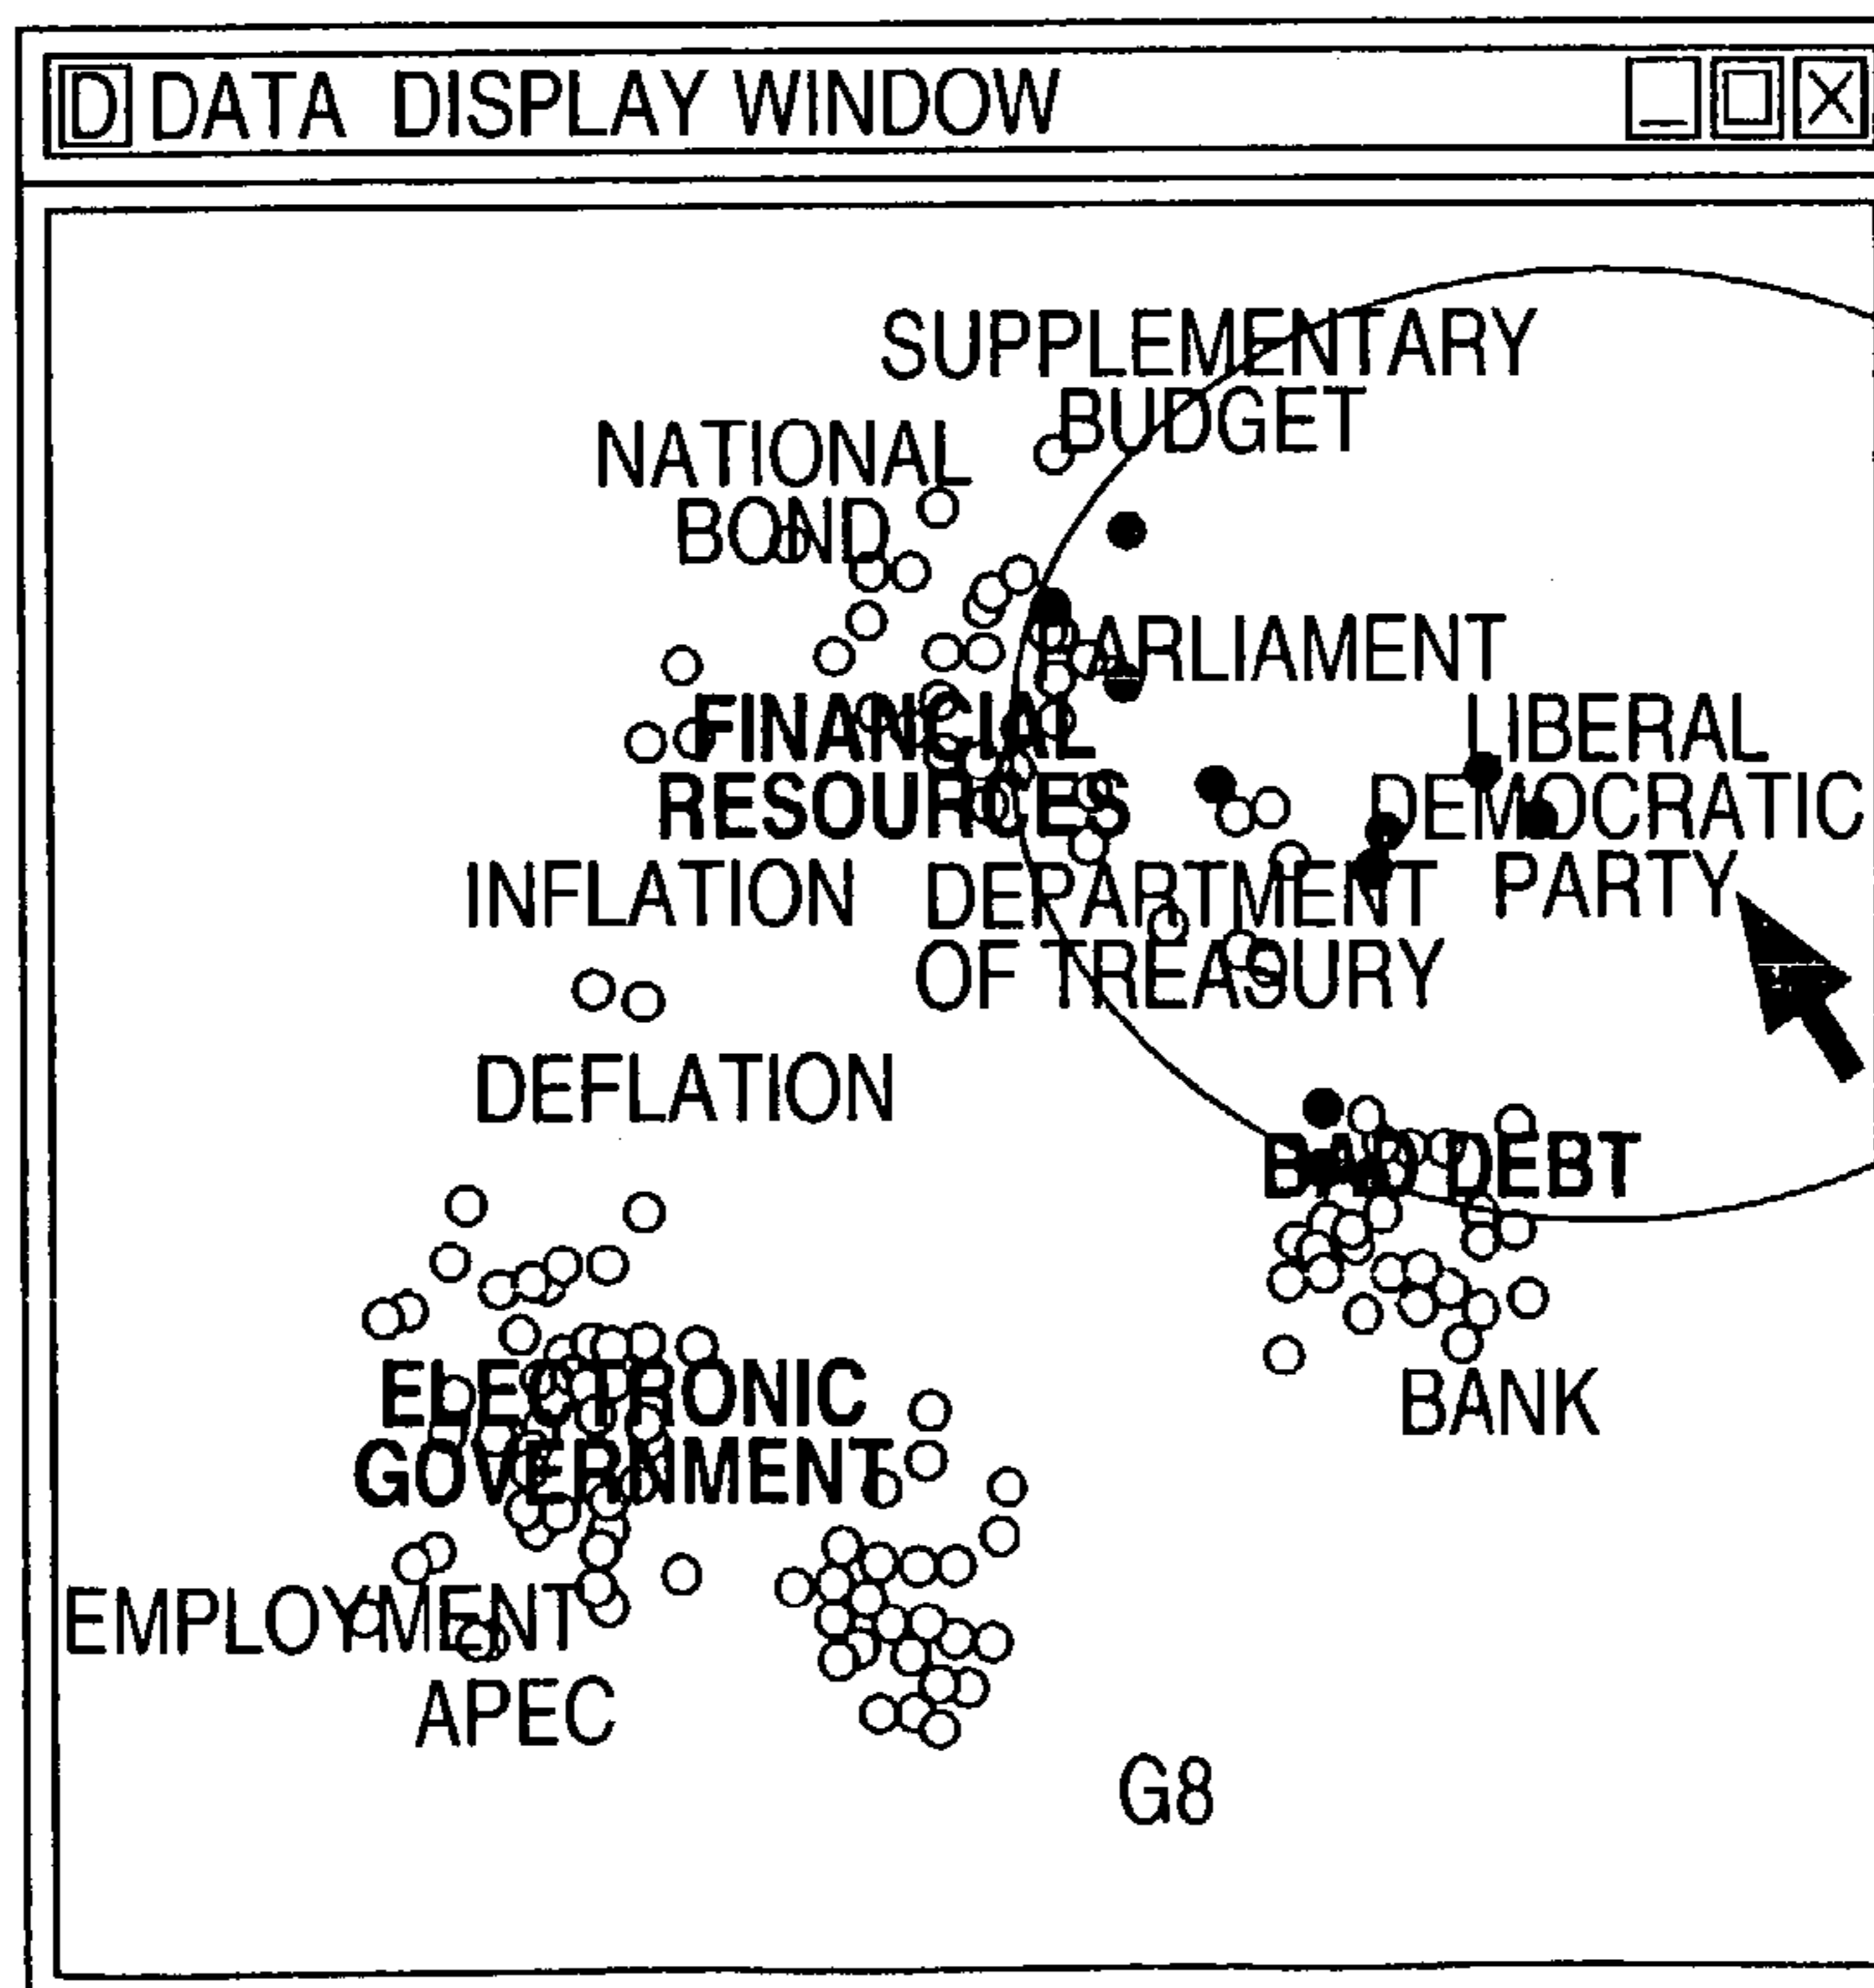 D DATA DISPLAY WINDOW
SUPPLEMENTARY
BUDGET
NATIONAL
BOND
PARLIAMENT
FINANCIAL
RESOURCES
LIBERAL
DEMOCRATIC
PARTY
INFLATION
DEPARTMENT
OF TREASURY
DEFLATION
BAD DEBT
ELECTRONIC
GOVERNMENT
BANK
EMPLOYMENT
APEC
G8